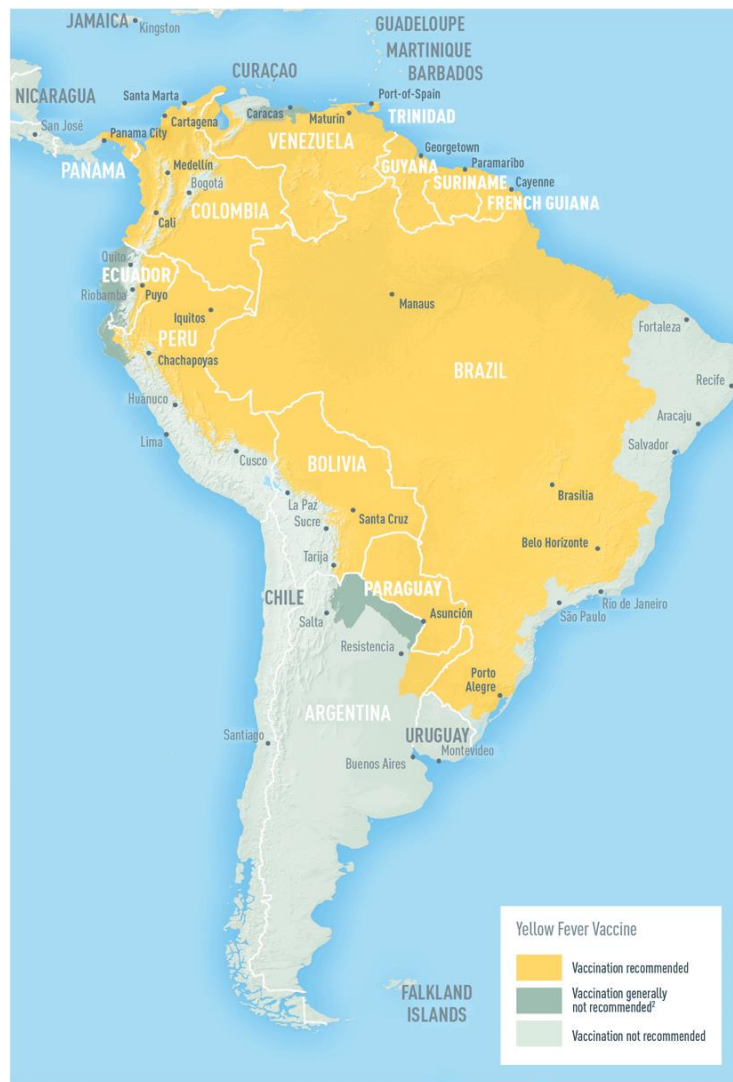 JAMAICA
Kingston
GUADELOUPE
MARTINIQUE
BARBADOS
CURAÇAO
NICARAGUA
Santa Marta
Port-of-Spain
Caracas
Maturin
TRINIDAD
San José
Panama City
Cartagena
VENEZUELA
Georgetown
PANAMA
Medellín
GUYANA
Paramaribo
Bogotá
SURINAME
Cayenne
COLOMBIA
FRENCH GUIANA
Cali
Quito
ECUADOR
Riobamba
Puyo
Manaus
Iquitos
Fortaleza
PERU
Chachapoyas
BRAZIL
Recife
Huánuco
Aracaju
Lima
Salvador
Cusco
BOLIVIA
Brasília
La Paz
Santa Cruz
Sucre
Belo Horizonte
Tarija
PARAGUAY
CHILE
Rio de Janeiro
São Paulo
Salta
Asunción
Resistencia
Porto
Alegre
ARGENTINA
Santiago
URUGUAY
Montevideo
Buenos Aires
Yellow Fever Vaccine
Vaccination recommended
Vaccination generally
not recommended²
Vaccination not recommended
FALKLAND
ISLANDS